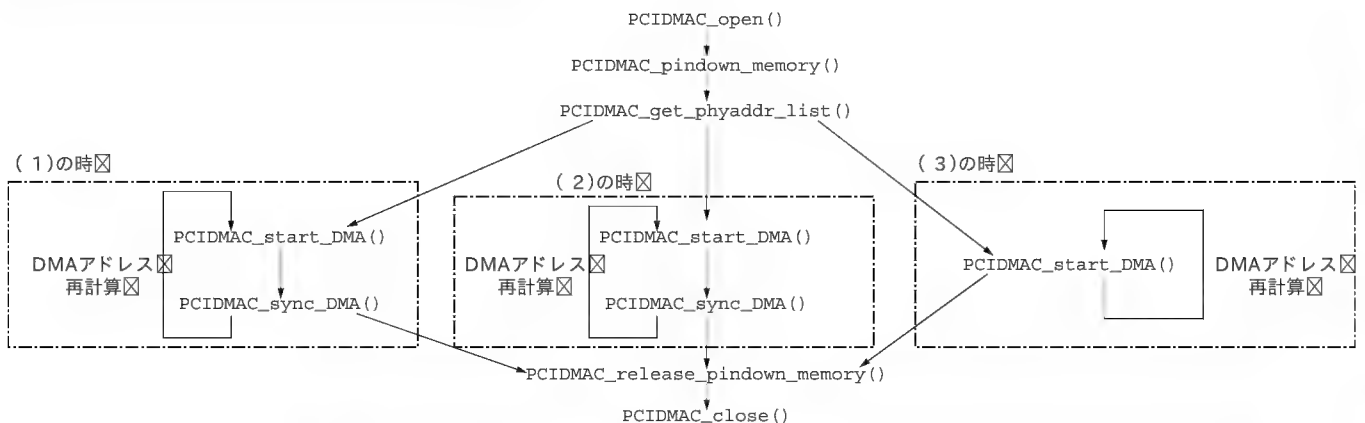 PCIDMAC_open()
PCIDMAC_pindown_memory()
PCIDMAC_get_phyaddr_list()
(1)の時
PCIDMAC_start_DMA()
DMAアドレス
再計算
PCIDMAC_sync_DMA()
(2)の時
PCIDMAC_start_DMA()
DMAアドレス
再計算
PCIDMAC_sync_DMA()
(3)の時
PCIDMAC_start_DMA()
DMAアドレス
再計算
PCIDMAC_release_pindown_memory()
PCIDMAC_close()